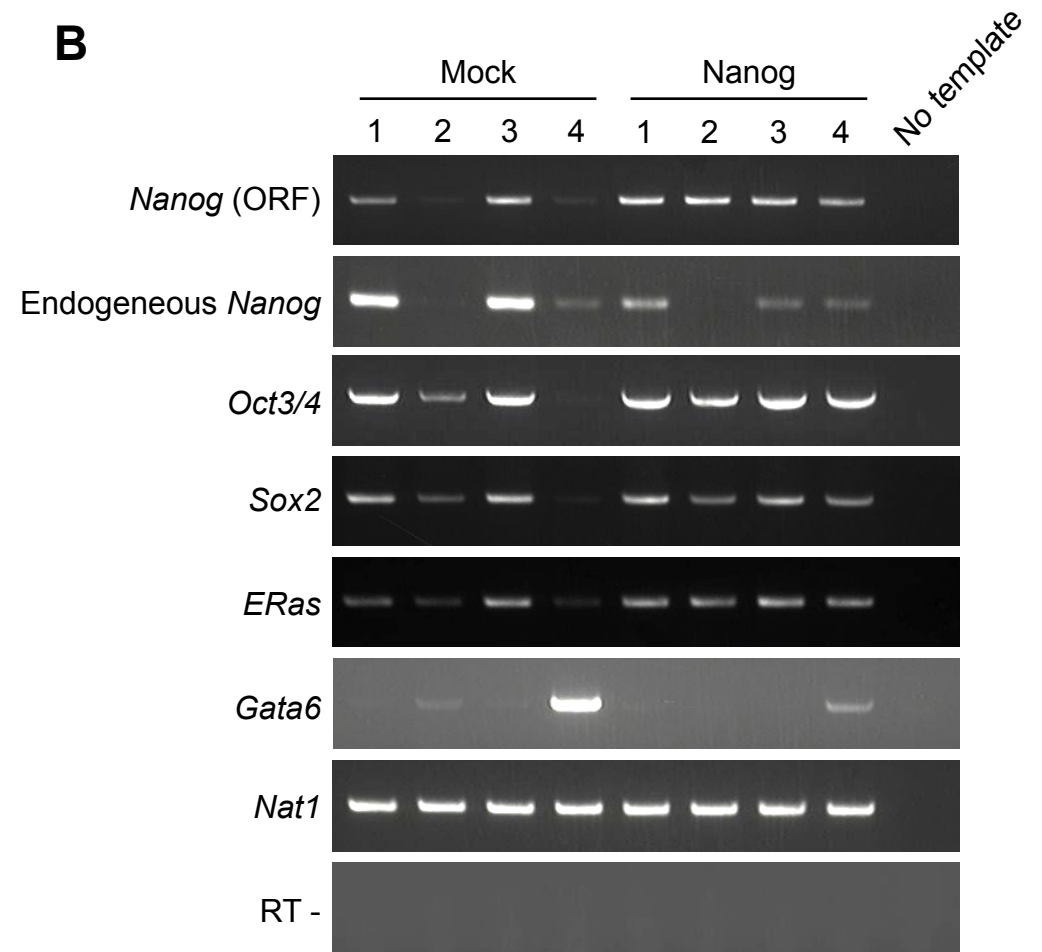 B
Mock Nanog No template
1 2 3 4 1 2 3 4
Nanog (ORF)
Endogeneous Nanog
Oct3/4
Sox2
ERas
Gata6
Nat1
RT -